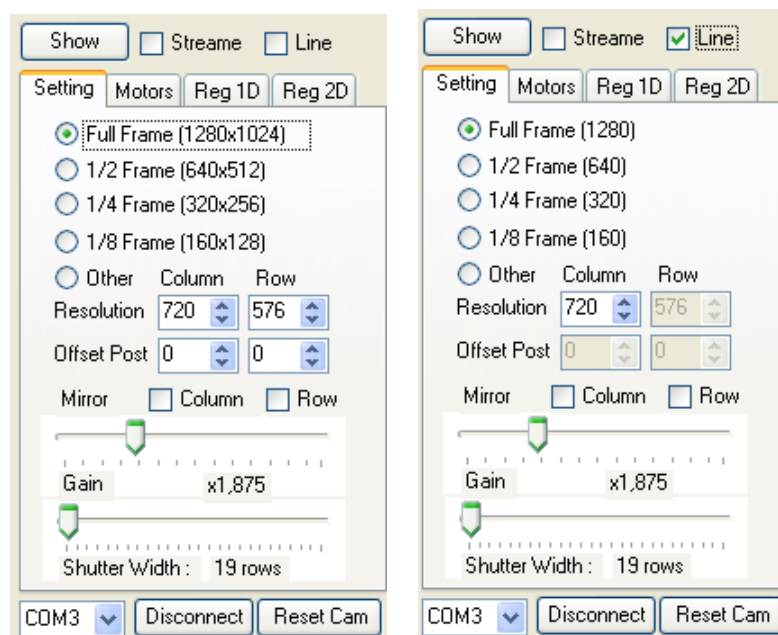 Show Streame Line
Setting Motors Reg 1D Reg 2D
Full Frame (1280x1024)
1/2 Frame (640x512)
1/4 Frame (320x256)
1/8 Frame (160x128)
Other Column Row
Resolution 720 576
Offset Post 0 0
Mirror Column Row
Gain x1,875
Shutter Width : 19 rows
COM3 Disconnect Reset Cam
Show Streame Line
Setting Motors Reg 1D Reg 2D
Full Frame (1280)
1/2 Frame (640)
1/4 Frame (320)
1/8 Frame (160)
Other Column Row
Resolution 720 576
Offset Post 0 0
Mirror Column Row
Gain x1,875
Shutter Width : 19 rows
COM3 Disconnect Reset Cam